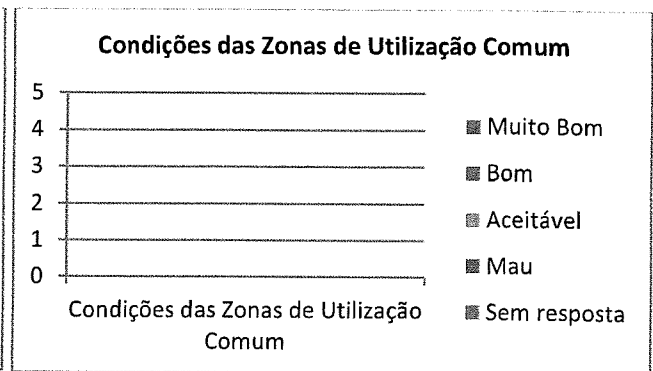 Condições das Zonas de Utilização Comum
5
4
3
2
1
0
Condições das Zonas de Utilização
Comum
Muito Bom
Bom
Aceitável
Mau
Sem resposta